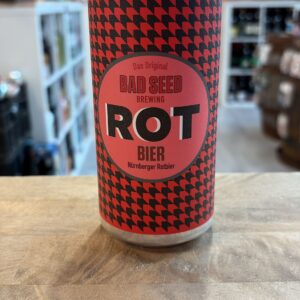 Das Original
BAD SEED
BREWING
ROT
BIER
Nürnberger Rotbier